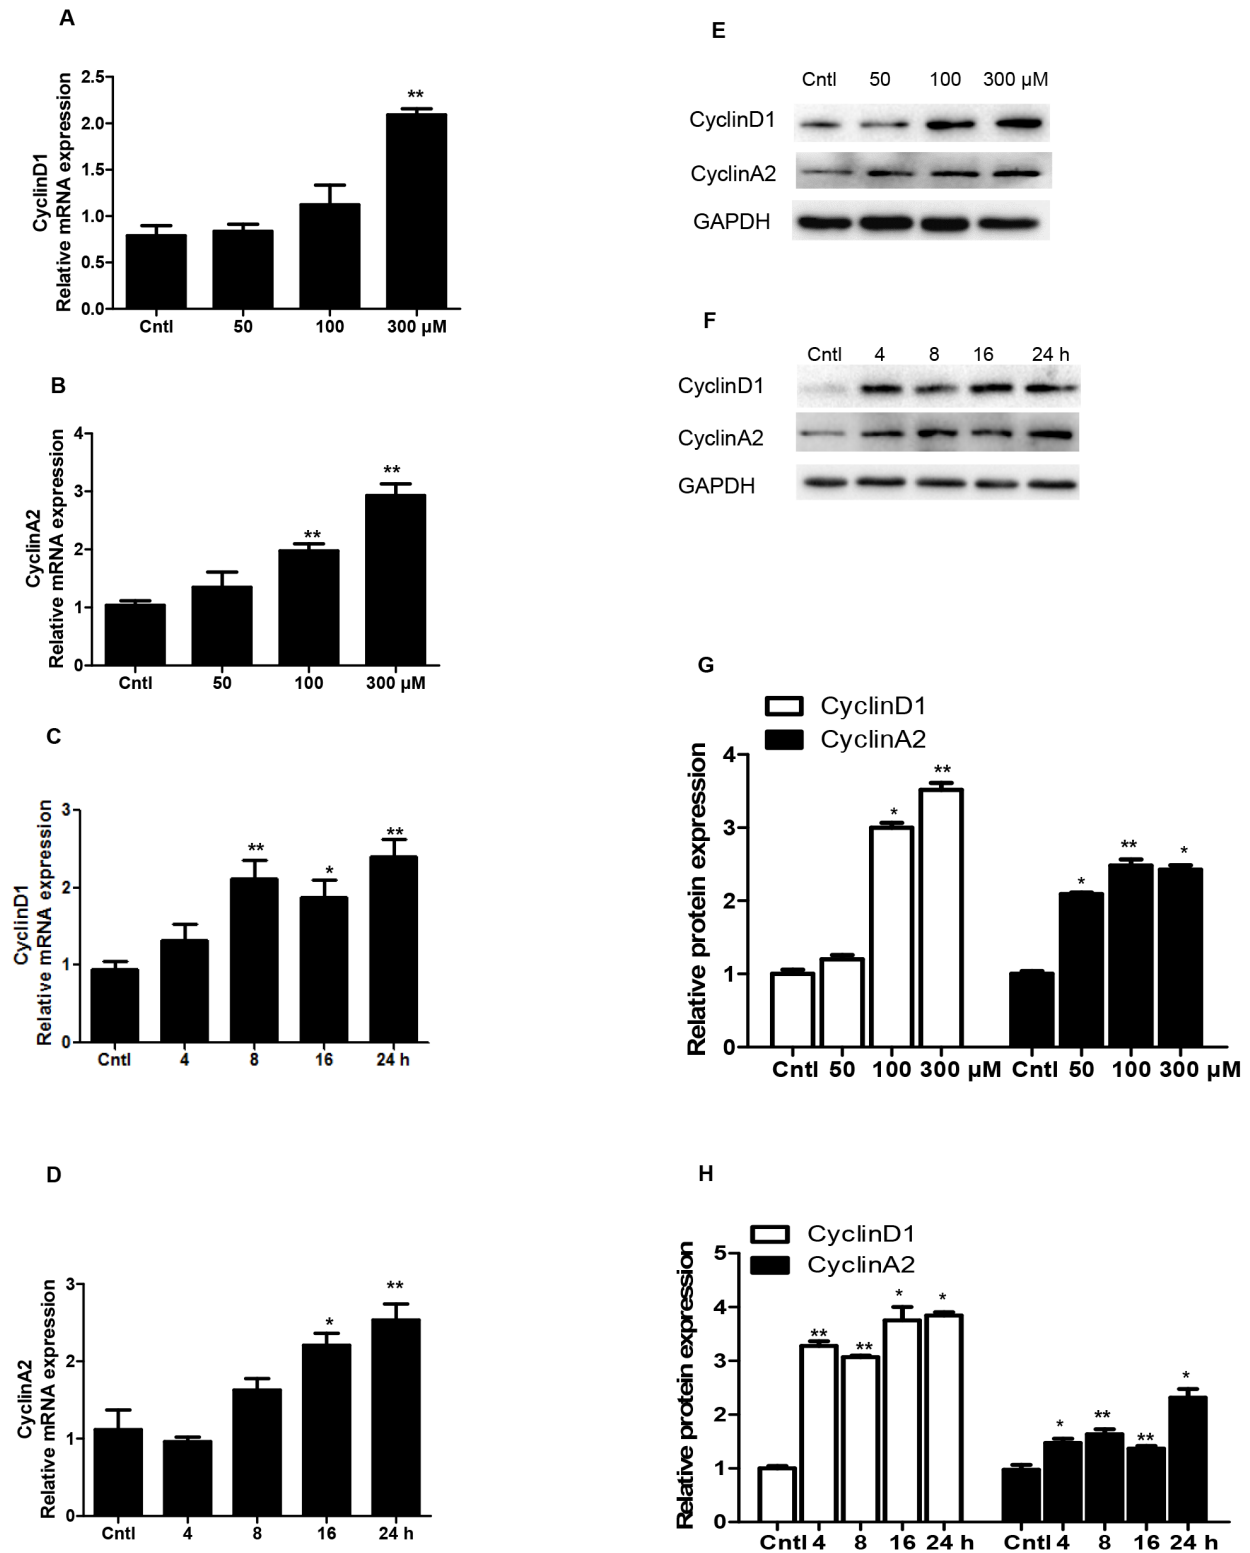 A
CyclinD1
Relative mRNA expression
2.5
2.0
1.5
1.0
0.5
0.0
**
Cntl 50 100 300 μM
B
CyclinA2
Relative mRNA expression
4
3
2
1
0
**
**
Cntl 50 100 300 μM
C
CyclinD1
Relative mRNA expression
3
2
1
0
** * **
Cntl 4 8 16 24 h
D
CyclinA2
Relative mRNA expression
3
2
1
0
* **
Cntl 4 8 16 24 h
E
Cntl 50 100 300 μM
CyclinD1
CyclinA2
GAPDH
F
Cntl 4 8 16 24 h
CyclinD1
CyclinA2
GAPDH
G
CyclinD1
CyclinA2
Relative protein expression
4
3
2
1
0
* ** * ** *
Cntl 50 100 300 μM Cntl 50 100 300 μM
H
CyclinD1
CyclinA2
Relative protein expression
5
4
3
2
1
0
** ** * * * ** ** *
Cntl 4 8 16 24 h Cntl 4 8 16 24 h